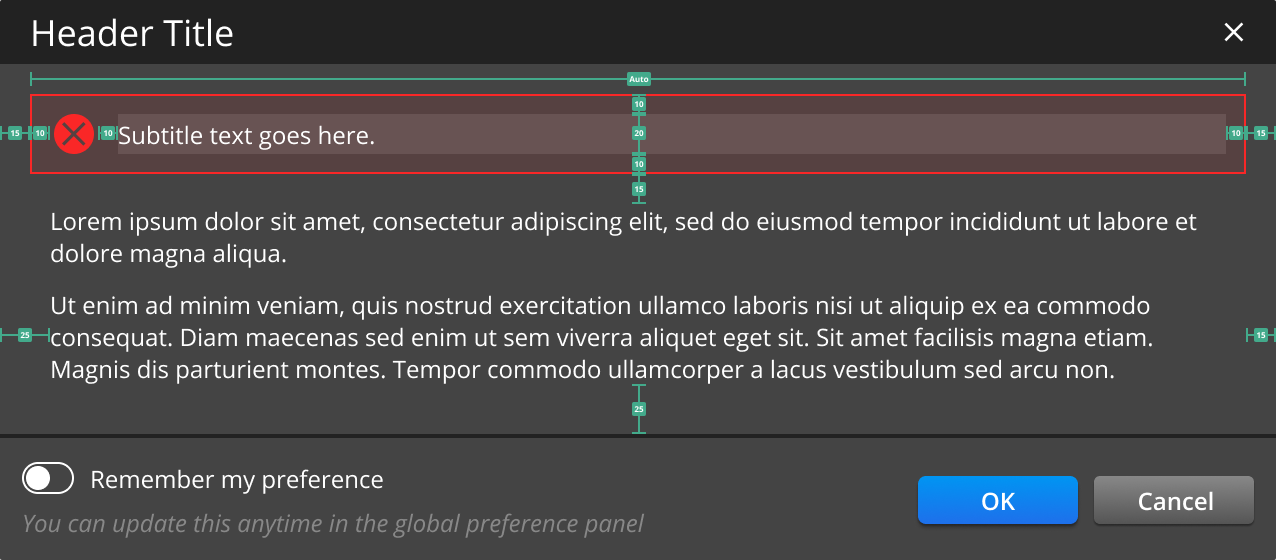 Header Title
Auto
10
15 10 10 Subtitle text goes here. 20 10 15
10
15
Lorem ipsum dolor sit amet, consectetur adipiscing elit, sed do eiusmod tempor incididunt ut labore et
dolore magna aliqua.
Ut enim ad minim veniam, quis nostrud exercitation ullamco laboris nisi ut aliquip ex ea commodo
25 consequat. Diam maecenas sed enim ut sem viverra aliquet eget sit. Sit amet facilisis magna etiam. 15
Magnis dis parturient montes. Tempor commodo ullamcorper a lacus vestibulum sed arcu non.
25
Remember my preference
You can update this anytime in the global preference panel
OK
Cancel